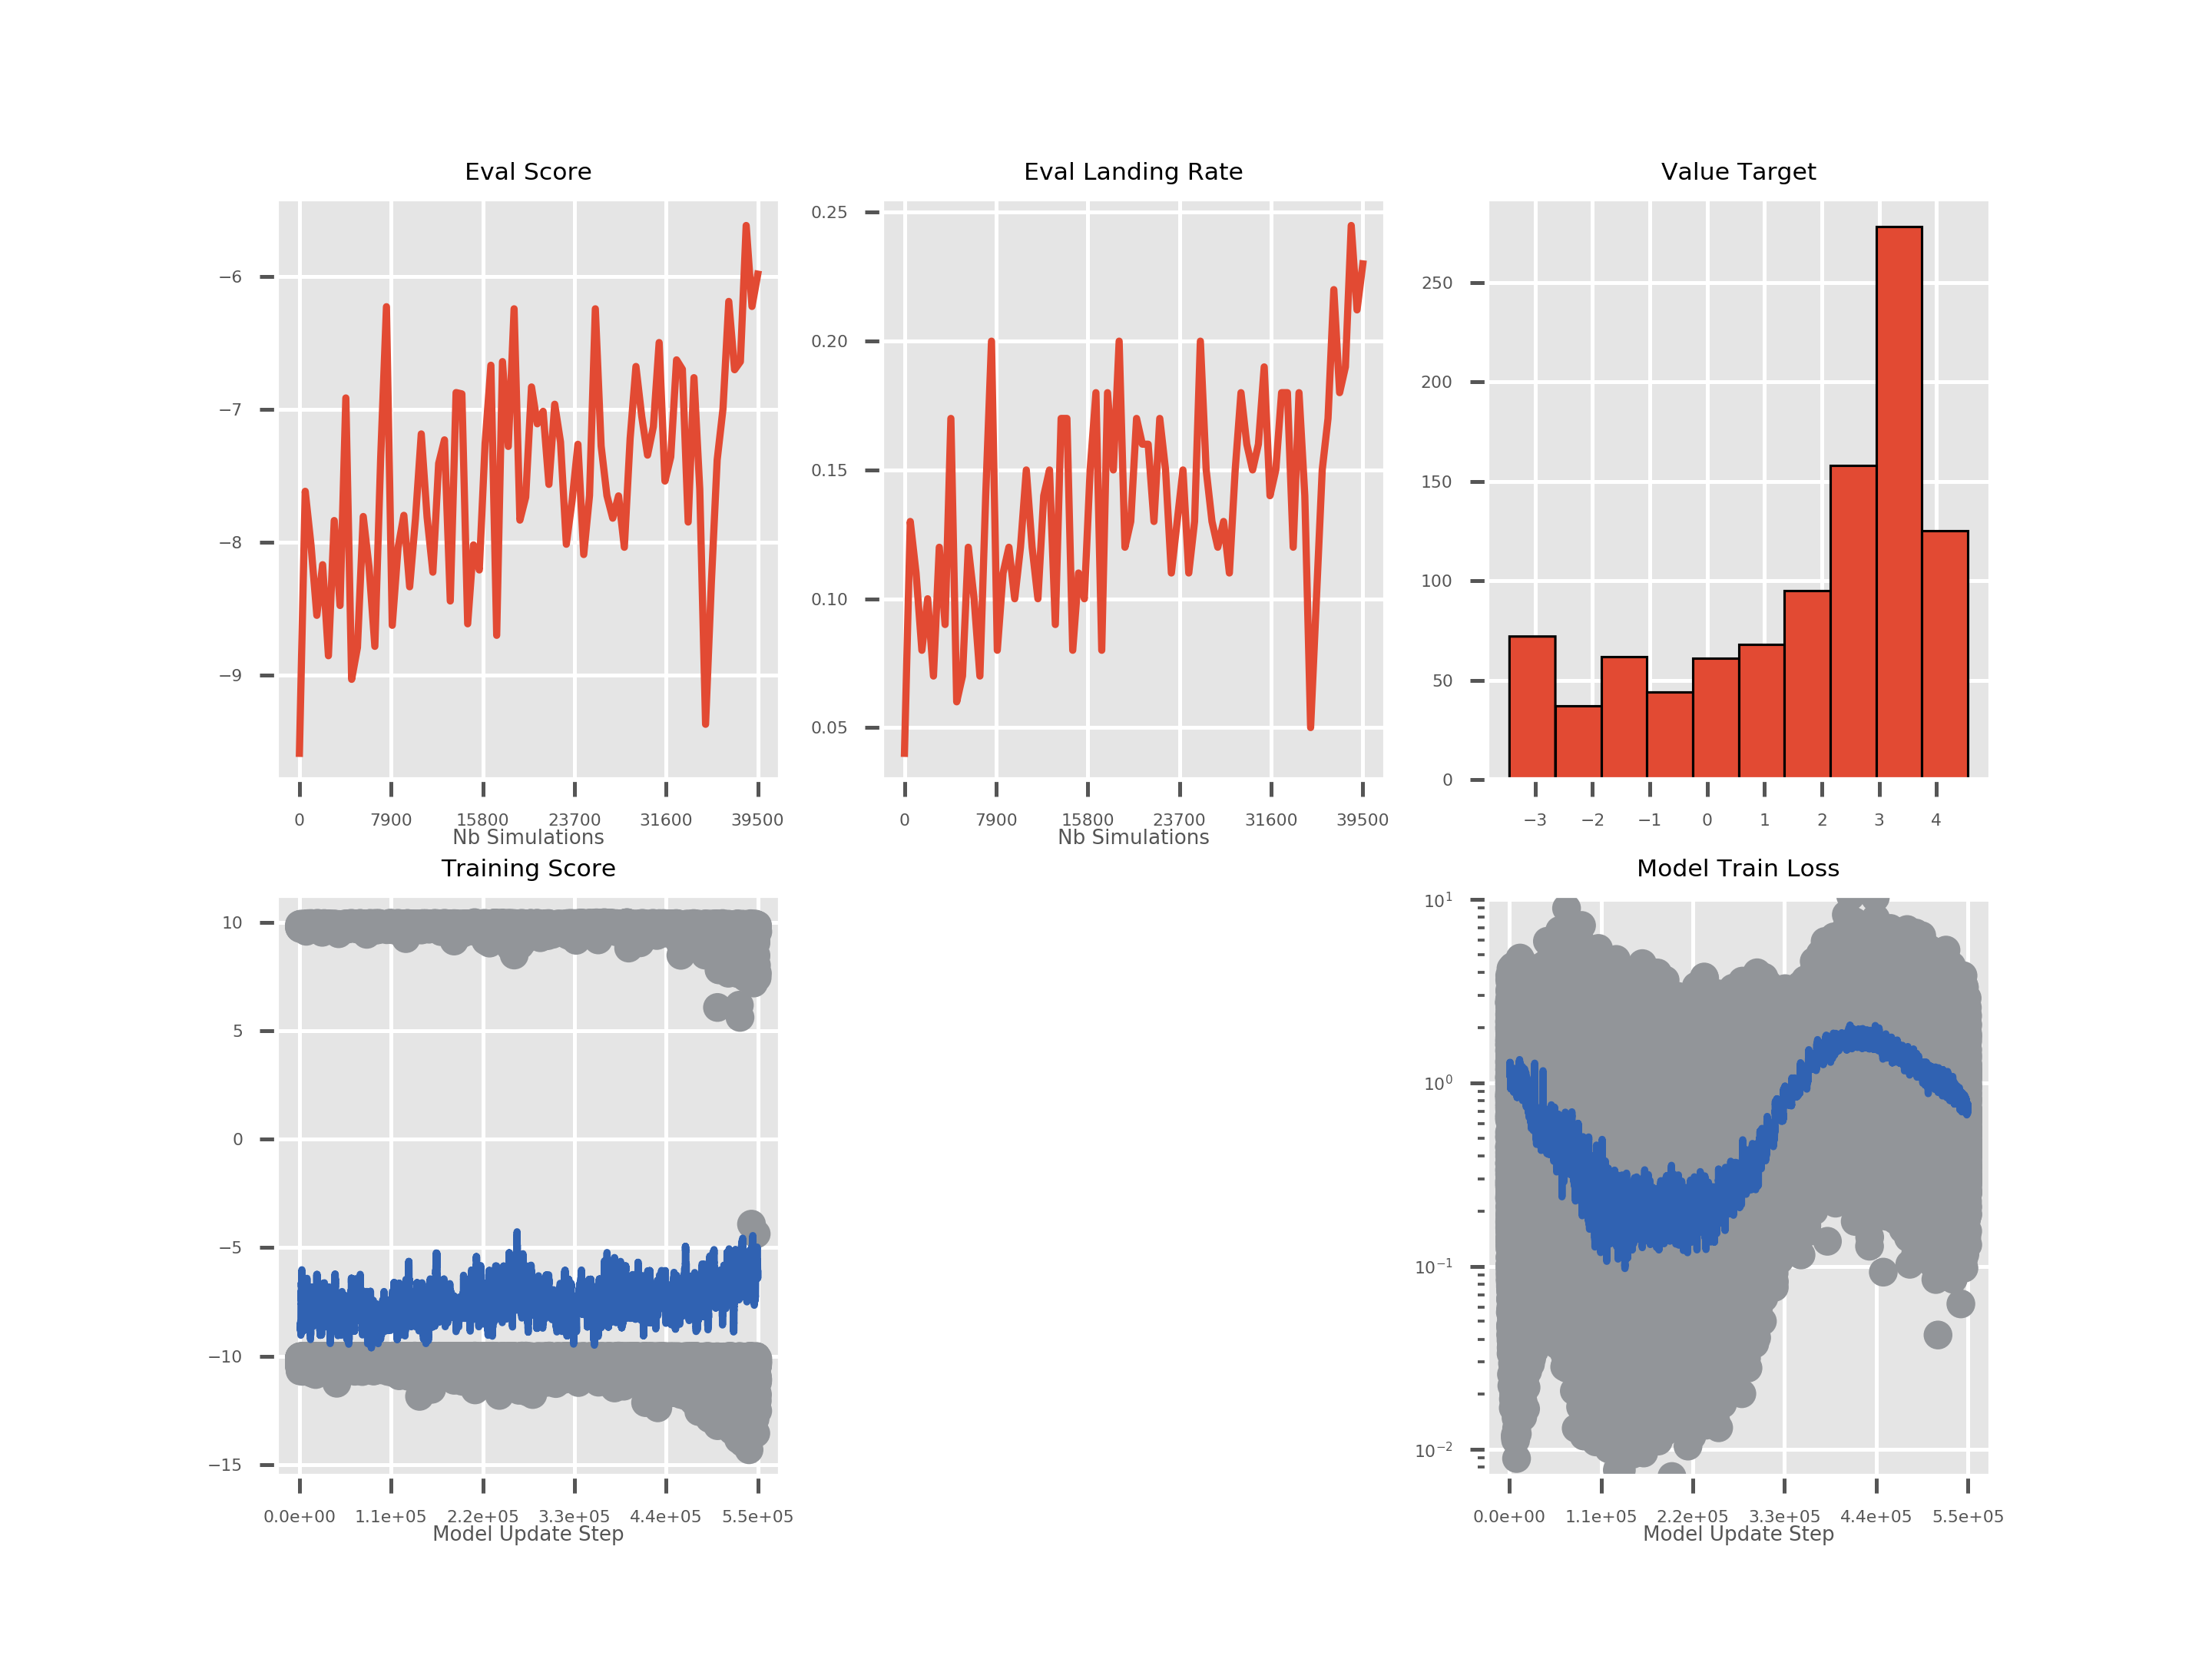 Eval Score
−6
−7
−8
−9
0 7900 15800 23700 31600 39500
Nb Simulations
Eval Landing Rate
0.25
0.20
0.15
0.10
0.05
0 7900 15800 23700 31600 39500
Nb Simulations
Value Target
250
200
150
100
50
0
−3 −2 −1 0 1 2 3 4
Training Score
10
5
0
−5
−10
−15
0.0e+00 1.1e+05 2.2e+05 3.3e+05 4.4e+05 5.5e+05
Model Update Step
Model Train Loss
10¹
10⁰
10⁻¹
10⁻²
0.0e+00 1.1e+05 2.2e+05 3.3e+05 4.4e+05 5.5e+05
Model Update Step